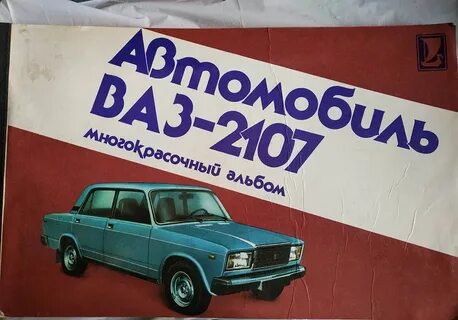 Автомобиль
ВАЗ-2107
многокрасочный альбом